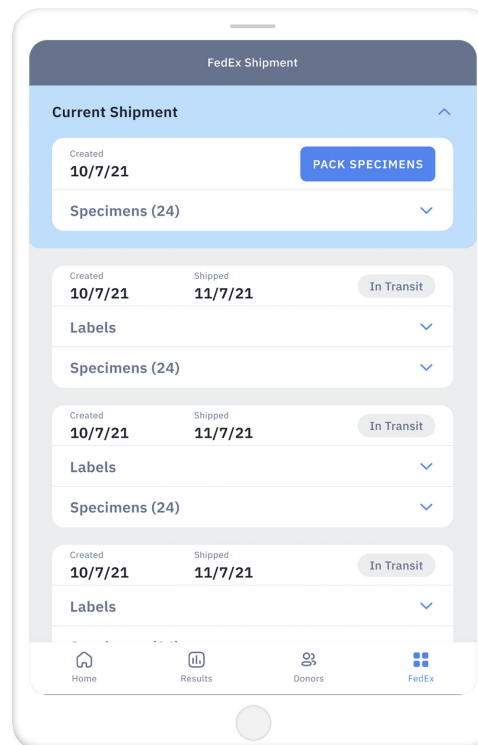 FedEx Shipment
Current Shipment
Created
10/7/21
PACK SPECIMENS
Specimens (24)
Created Shipped
10/7/21 11/7/21
In Transit
Labels
Specimens (24)
Created Shipped
10/7/21 11/7/21
In Transit
Labels
Specimens (24)
Created Shipped
10/7/21 11/7/21
In Transit
Labels
Home Results Donors FedEx